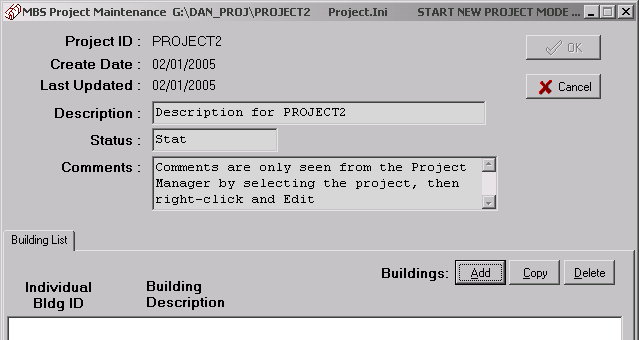 MBS Project Maintenance G:\DAN_PROJ\PROJECT2 Project.Ini START NEW PROJECT MODE ...
Project ID : PROJECT2
OK
Create Date : 02/01/2005
Last Updated : 02/01/2005
Cancel
Description : Description for PROJECT2
Status : Stat
Comments : Comments are only seen from the Project
Manager by selecting the project, then
right-click and Edit
Building List
Buildings: Add Copy Delete
Individual Building
Bldg ID Description